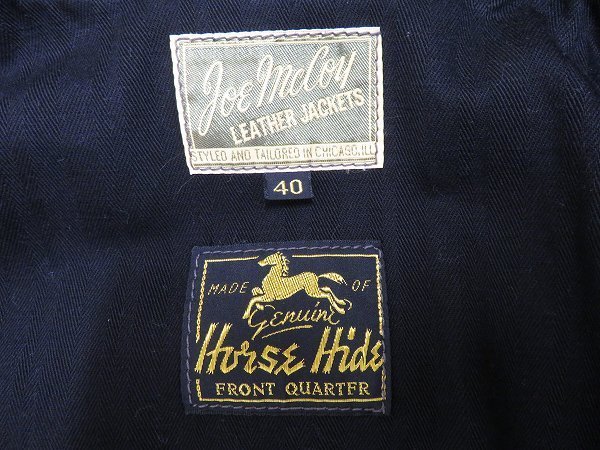 Joe McCoy
LEATHER JACKETS
STYLED AND TAILORED IN CHICAGO.ILL
40
MADE OF
Genuine
Horse Hide
FRONT QUARTER